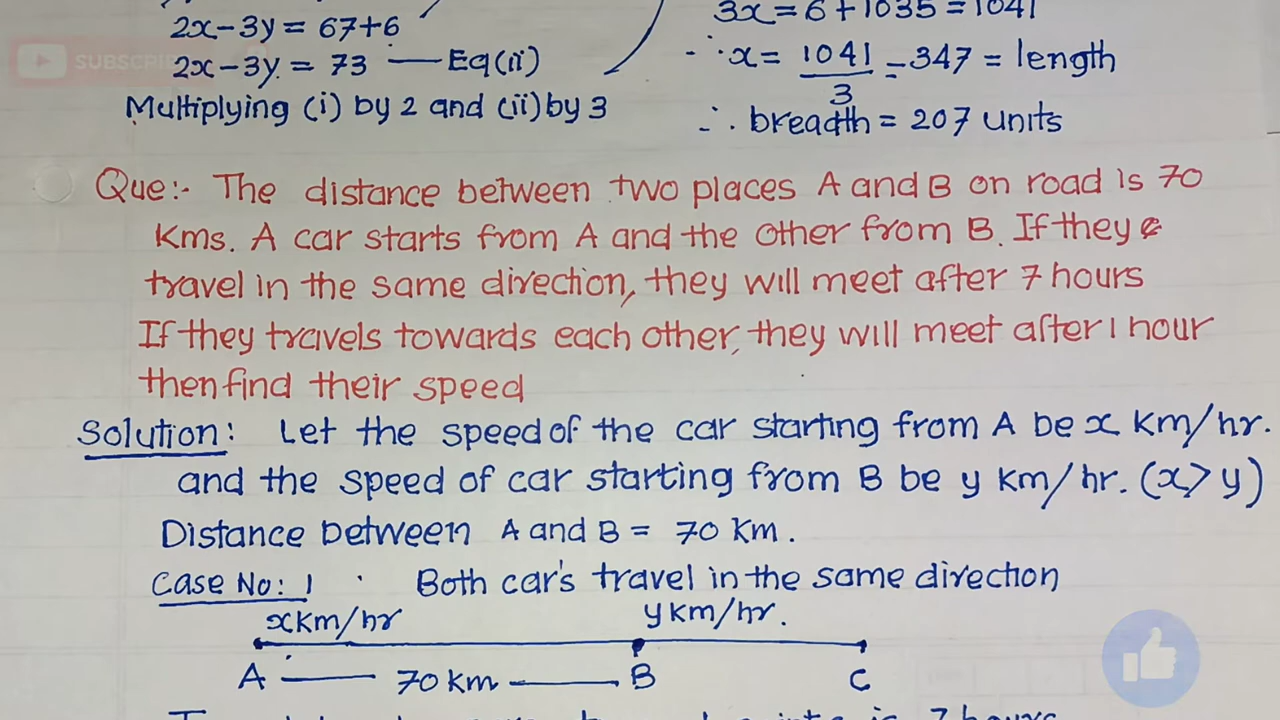 2x-3y = 67+6
2x-3y = 73 — Eq(ii)
Multiplying (i) by 2 and (ii) by 3
3x = 6+1035 = 1041
∴ x = 1041/3 = 347 = length
∴ breadth = 207 units
SUBSCRIBE
Que:- The distance between two places A and B on road is 70
Kms. A car starts from A and the other from B. If they
travel in the same direction, they will meet after 7 hours
If they travels towards each other, they will meet after 1 hour
then find their speed
Solution: Let the speed of the car starting from A be x Km/hr.
and the speed of car starting from B be y km/hr. (x>y)
Distance between A and B = 70 Km.
Case No: 1 Both car's travel in the same direction
xKm/hr y Km/hr.
A — 70 km — B C
7 hours